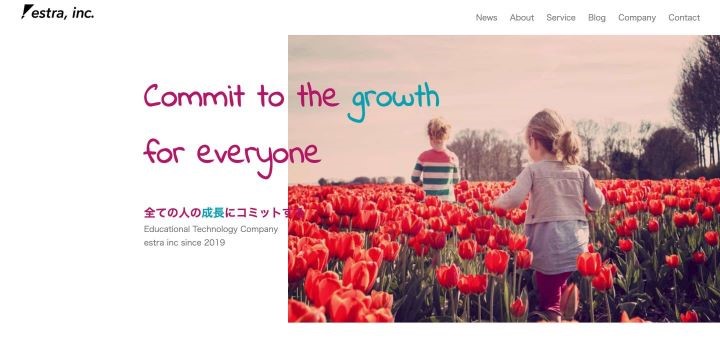 estra, inc.
News About Service Blog Company Contact
Commit to the growth
for everyone
全ての人の成長にコミットする
Educational Technology Company
estra inc since 2019